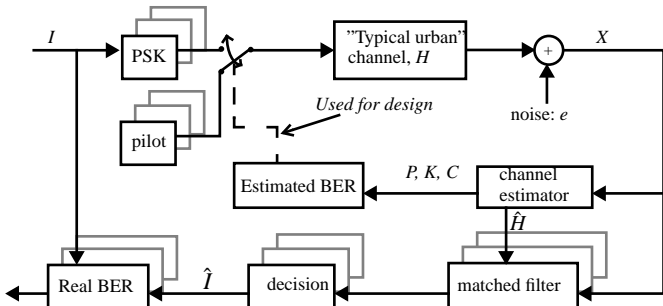 I
PSK
"Typical urban"
channel, H
+
X
pilot
Used for design
noise: e
Estimated BER
P, K, C
channel
estimator
Ĥ
Real BER
Î
decision
matched filter